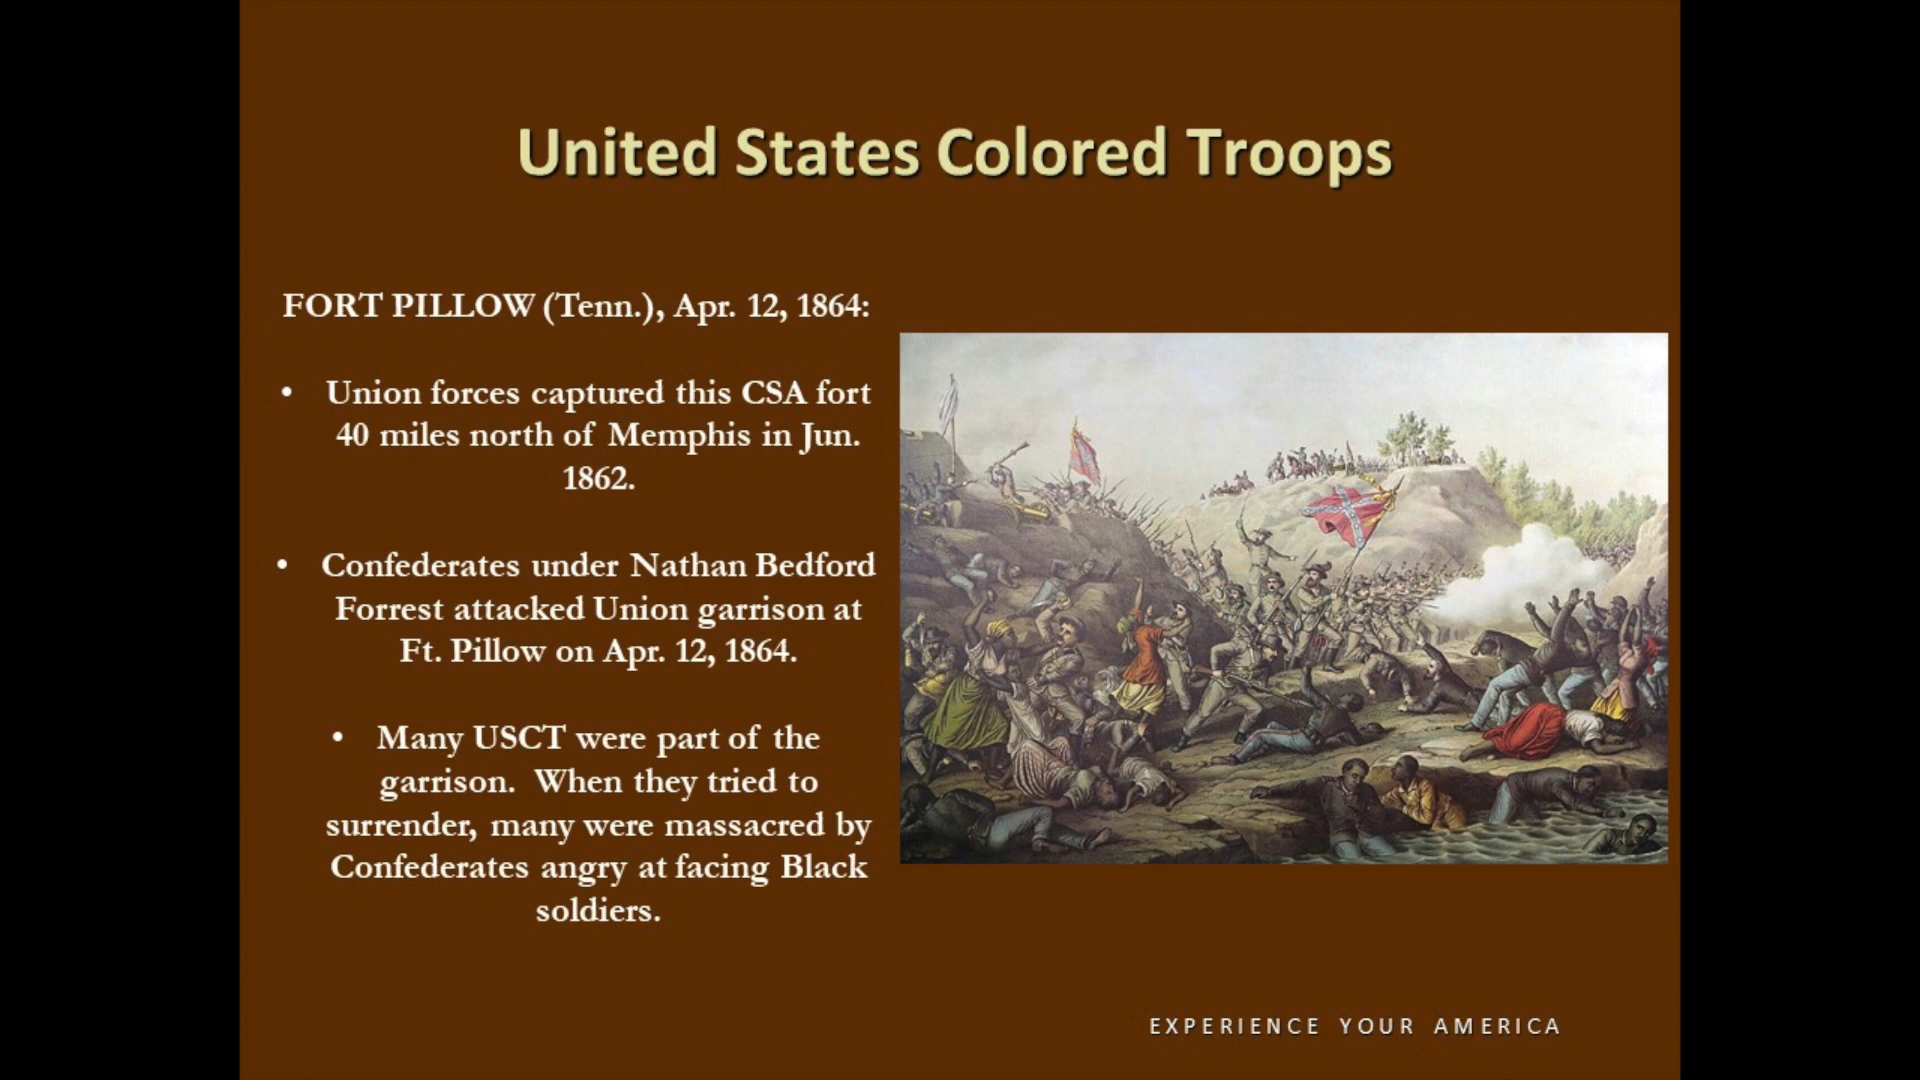 United States Colored Troops
FORT PILLOW (Tenn.), Apr. 12, 1864:
• Union forces captured this CSA fort
40 miles north of Memphis in Jun.
1862.
• Confederates under Nathan Bedford
Forrest attacked Union garrison at
Ft. Pillow on Apr. 12, 1864.
• Many USCT were part of the
garrison.  When they tried to
surrender, many were massacred by
Confederates angry at facing Black
soldiers.
EXPERIENCE YOUR AMERICA